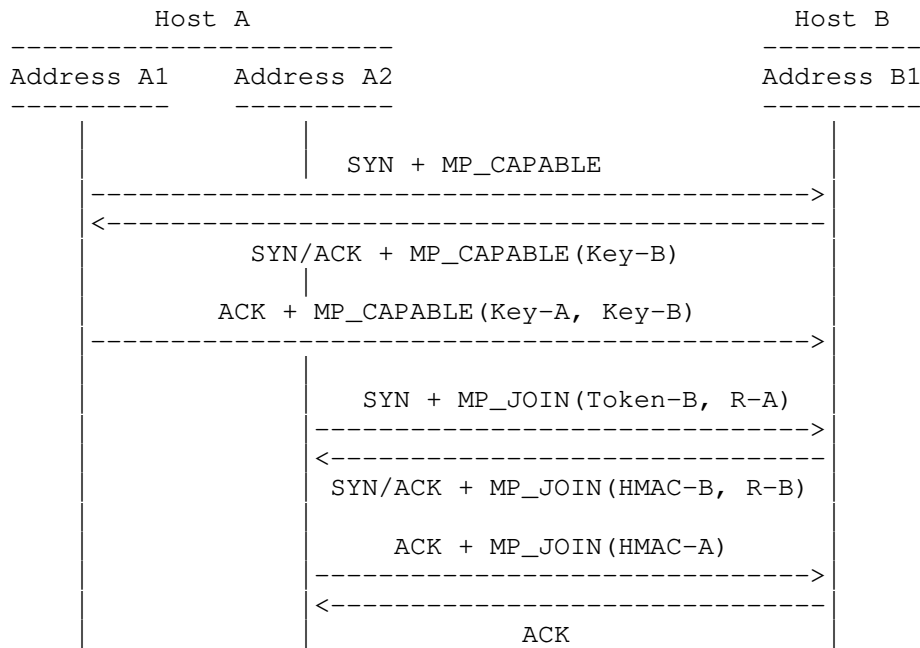 Host A Host B
Address A1 Address A2 Address B1
SYN + MP_CAPABLE
SYN/ACK + MP_CAPABLE(Key-B)
ACK + MP_CAPABLE(Key-A, Key-B)
SYN + MP_JOIN(Token-B, R-A)
SYN/ACK + MP_JOIN(HMAC-B, R-B)
ACK + MP_JOIN(HMAC-A)
ACK